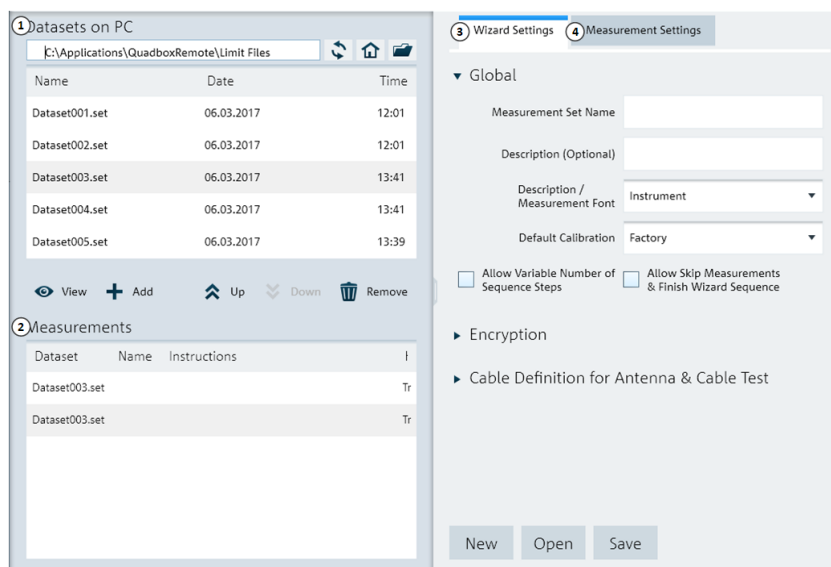 1 Datasets on PC
C:\Applications\QuadboxRemote\Limit Files
Name Date Time
Dataset001.set 06.03.2017 12:01
Dataset002.set 06.03.2017 12:01
Dataset003.set 06.03.2017 13:41
Dataset004.set 06.03.2017 13:41
Dataset005.set 06.03.2017 13:39
View Add Up Down Remove
2 Measurements
Dataset Name Instructions
Dataset003.set Tr
Dataset003.set Tr
3 Wizard Settings 4 Measurement Settings
Global
Measurement Set Name
Description (Optional)
Description /
Measurement Font Instrument
Default Calibration Factory
Allow Variable Number of
Sequence Steps
Allow Skip Measurements
& Finish Wizard Sequence
Encryption
Cable Definition for Antenna & Cable Test
New Open Save